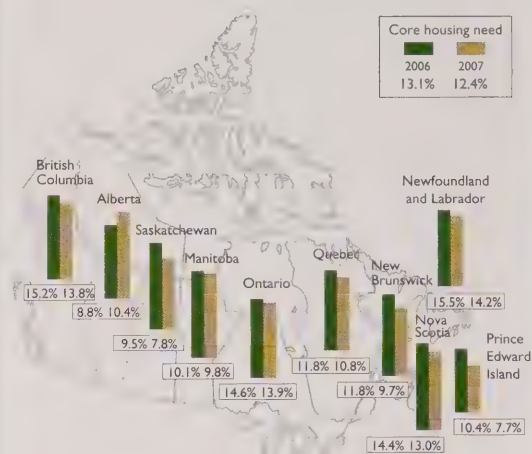 Core housing need
2006 2007
13.1% 12.4%
British
Columbia
15.2% 13.8%
Alberta
8.8% 10.4%
Saskatchewan
9.5% 7.8%
Manitoba
10.1% 9.8%
Ontario
14.6% 13.9%
Quebec
11.8% 10.8%
New
Brunswick
11.8% 9.7%
Nova
Scotia
14.4% 13.0%
Newfoundland
and Labrador
15.5% 14.2%
Prince
Edward
Island
10.4% 7.7%